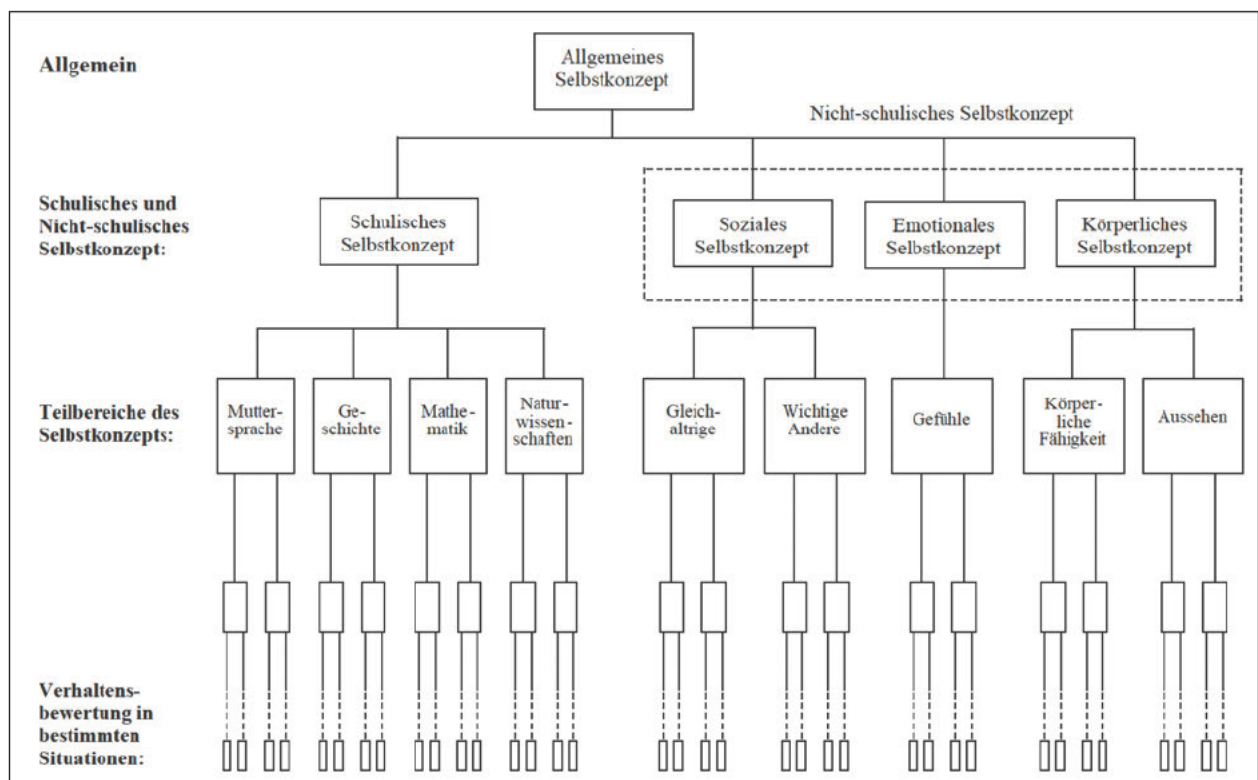 Allgemein
Allgemeines
Selbstkonzept
Nicht-schulisches Selbstkonzept
Schulisches und
Nicht-schulisches
Selbstkonzept:
Schulisches
Selbstkonzept
Soziales
Selbstkonzept
Emotionales
Selbstkonzept
Körperliches
Selbstkonzept
Teilbereiche des
Selbstkonzepts:
Mutter-
sprache
Ge-
schichte
Mathe-
matik
Natur-
wissen-
schaften
Gleich-
altrige
Wichtige
Andere
Gefühle
Körper-
liche
Fähigkeit
Aussehen
Verhaltens-
bewertung in
bestimmten
Situationen: